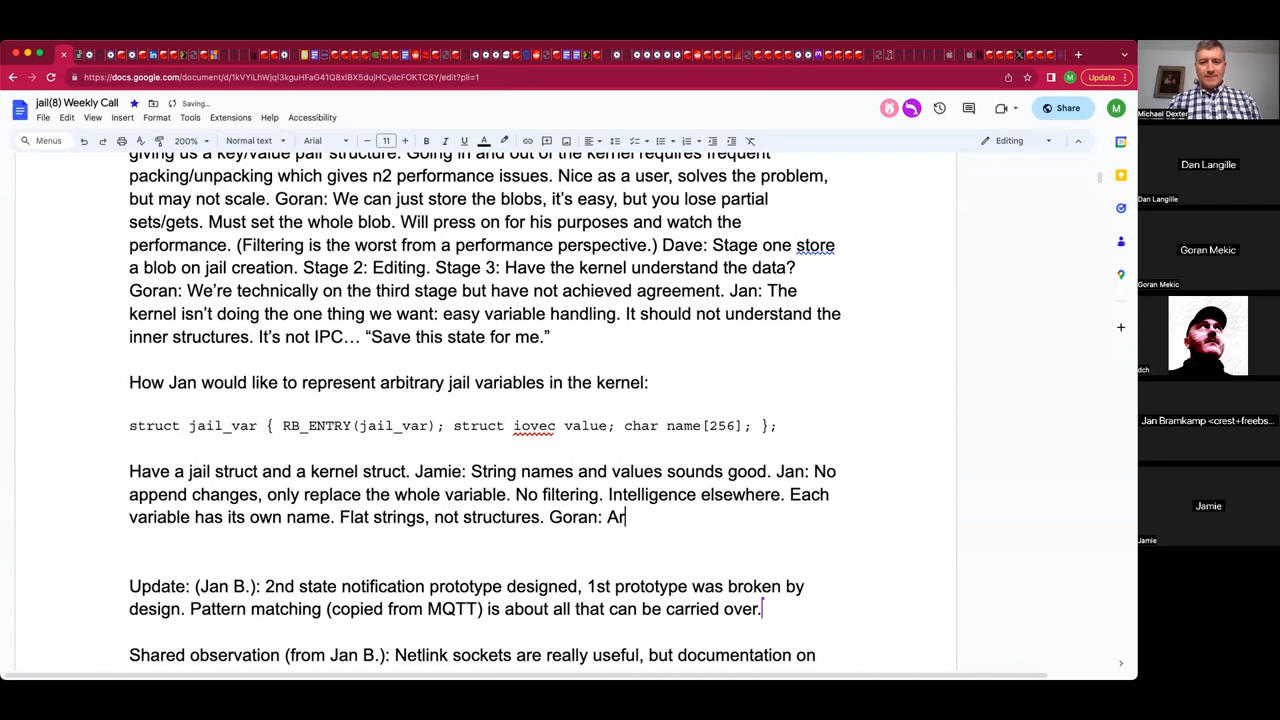 https://docs.google.com/document/d/1kVYiLhWjqI3kguHFaG41Q8xIBX5dujHCyiIcFOKTC8Y/edit?pli=1
Update
jail(8) Weekly Call
Saving…
File Edit View Insert Format Tools Extensions Help Accessibility
Share
M
M
Menus
200%
Normal text
Arial
11
Editing
giving us a key/value pair structure. Going in and out of the kernel requires frequent
packing/unpacking which gives n2 performance issues. Nice as a user, solves the problem,
but may not scale. Goran: We can just store the blobs, it's easy, but you lose partial
sets/gets. Must set the whole blob. Will press on for his purposes and watch the
performance. (Filtering is the worst from a performance perspective.) Dave: Stage one store
a blob on jail creation. Stage 2: Editing. Stage 3: Have the kernel understand the data?
Goran: We're technically on the third stage but have not achieved agreement. Jan: The
kernel isn't doing the one thing we want: easy variable handling. It should not understand the
inner structures. It's not IPC… “Save this state for me.”
How Jan would like to represent arbitrary jail variables in the kernel:
struct jail_var { RB_ENTRY(jail_var); struct iovec value; char name[256]; };
Have a jail struct and a kernel struct. Jamie: String names and values sounds good. Jan: No
append changes, only replace the whole variable. No filtering. Intelligence elsewhere. Each
variable has its own name. Flat strings, not structures. Goran: Ar
Update: (Jan B.): 2nd state notification prototype designed, 1st prototype was broken by
design. Pattern matching (copied from MQTT) is about all that can be carried over.
Shared observation (from Jan B.): Netlink sockets are really useful, but documentation on
Michael Dexter
Dan Langille
Dan Langille
Goran Mekic
Goran Mekic
dch
Jan Bramkamp <crest+freebs...
Jamie
Jamie